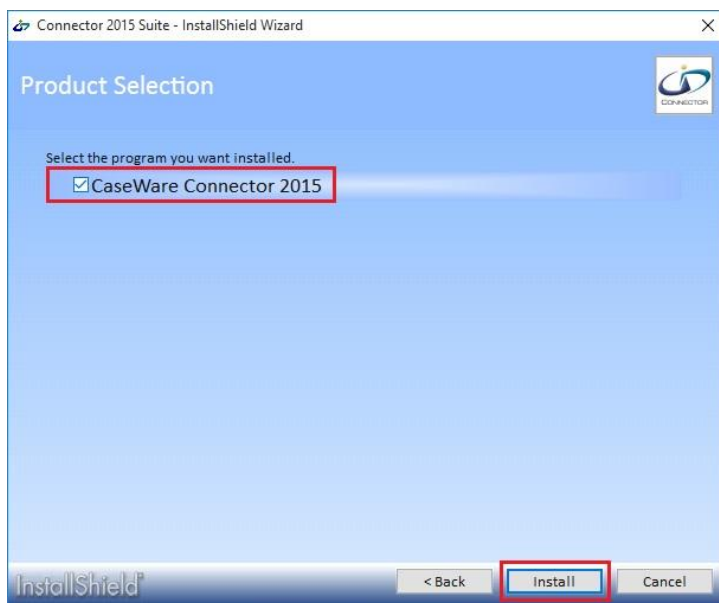 Connector 2015 Suite - InstallShield Wizard
Product Selection
CONNECTOR
Select the program you want installed.
CaseWare Connector 2015
InstallShield
< Back Install Cancel